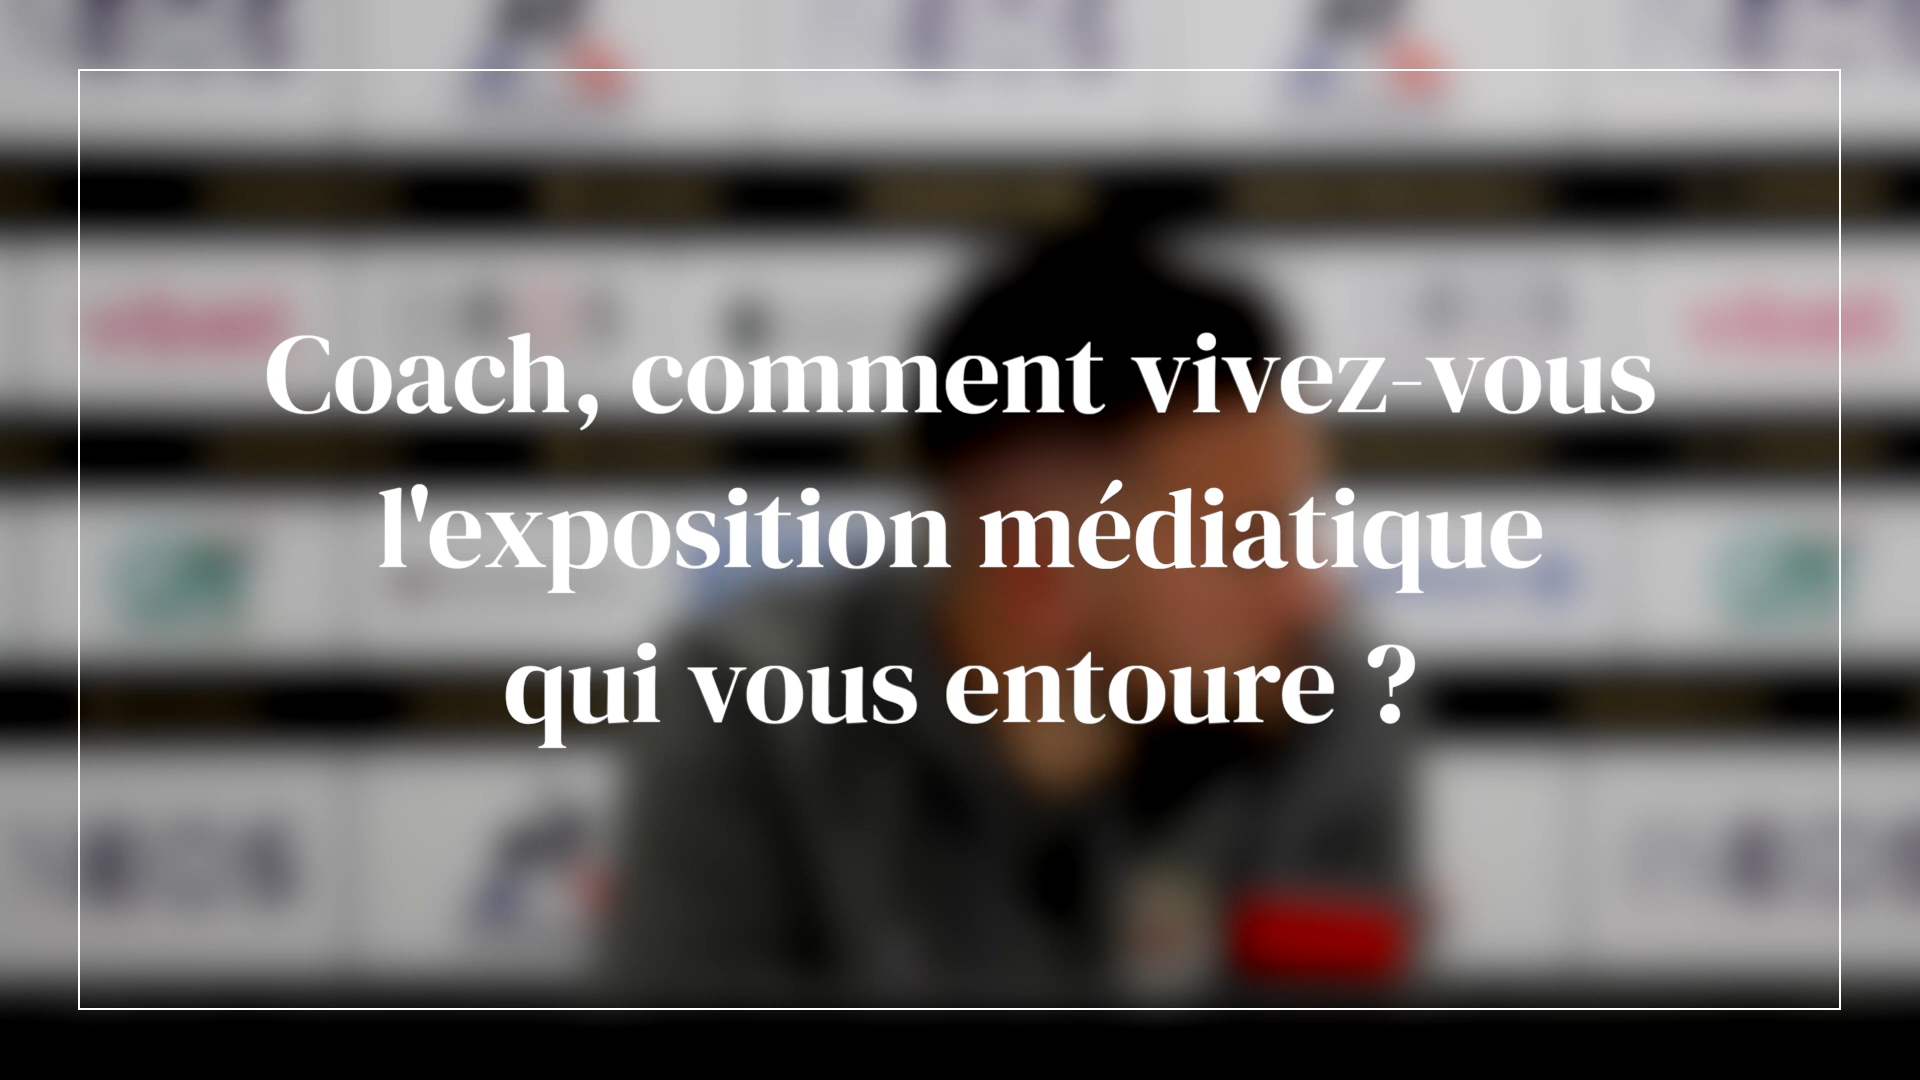 Coach, comment vivez-vous
l'exposition médiatique
qui vous entoure ?